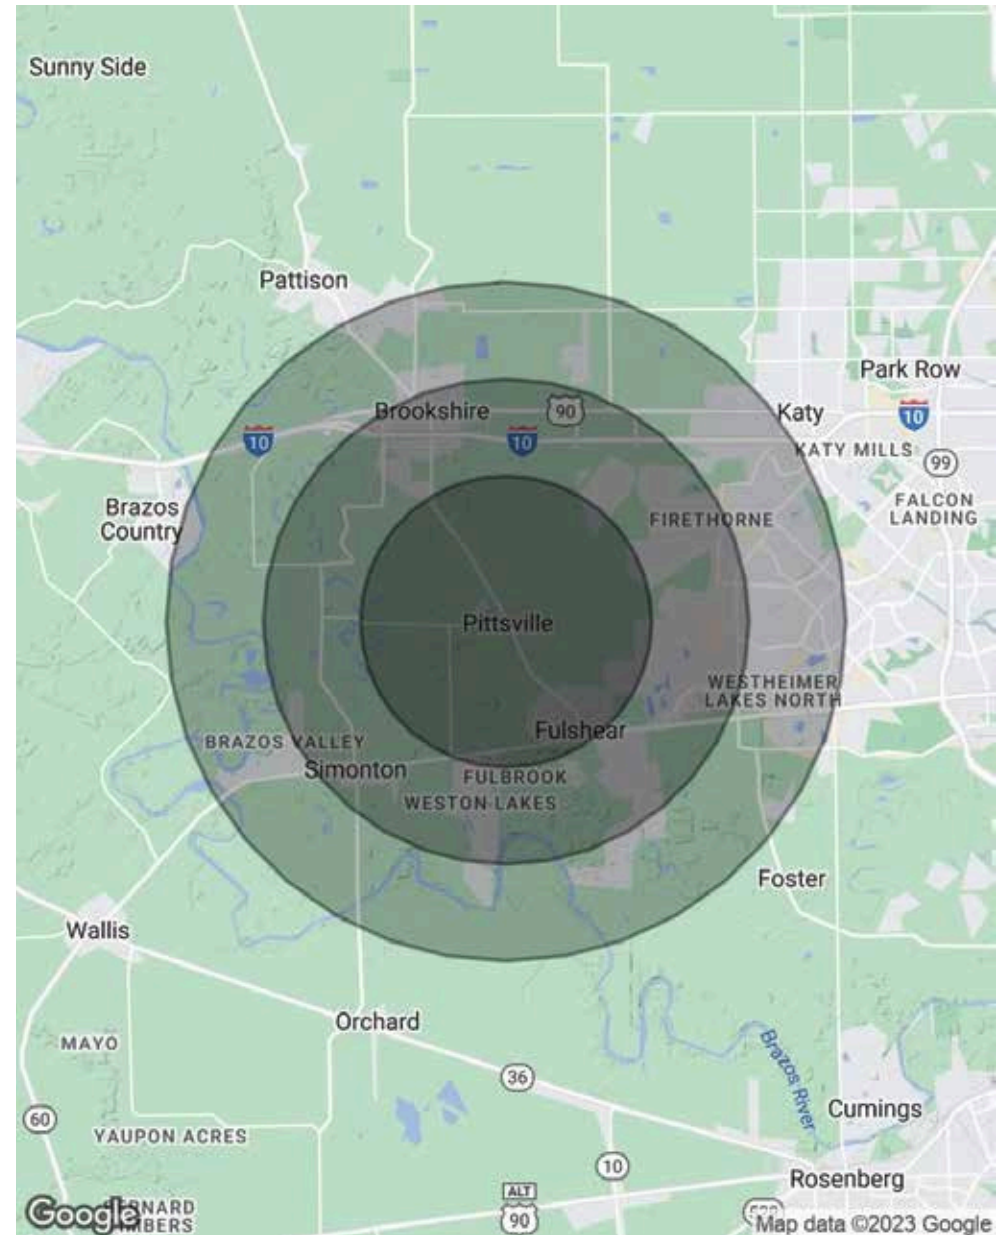 Sunny Side
Pattison
Park Row
Brookshire
90
Katy
10
10
10
KATY MILLS
99
Brazos
Country
FIRETHORNE
FALCON
LANDING
Pittsville
WESTHEIMER
LAKES NORTH
Fulshear
BRAZOS VALLEY
Simonton
FULBROOK
WESTON LAKES
Foster
Wallis
Orchard
MAYO
36
Brazos River
60
Cumings
YAUPON ACRES
10
Rosenberg
ALT
90
Google
Map data ©2023 Google